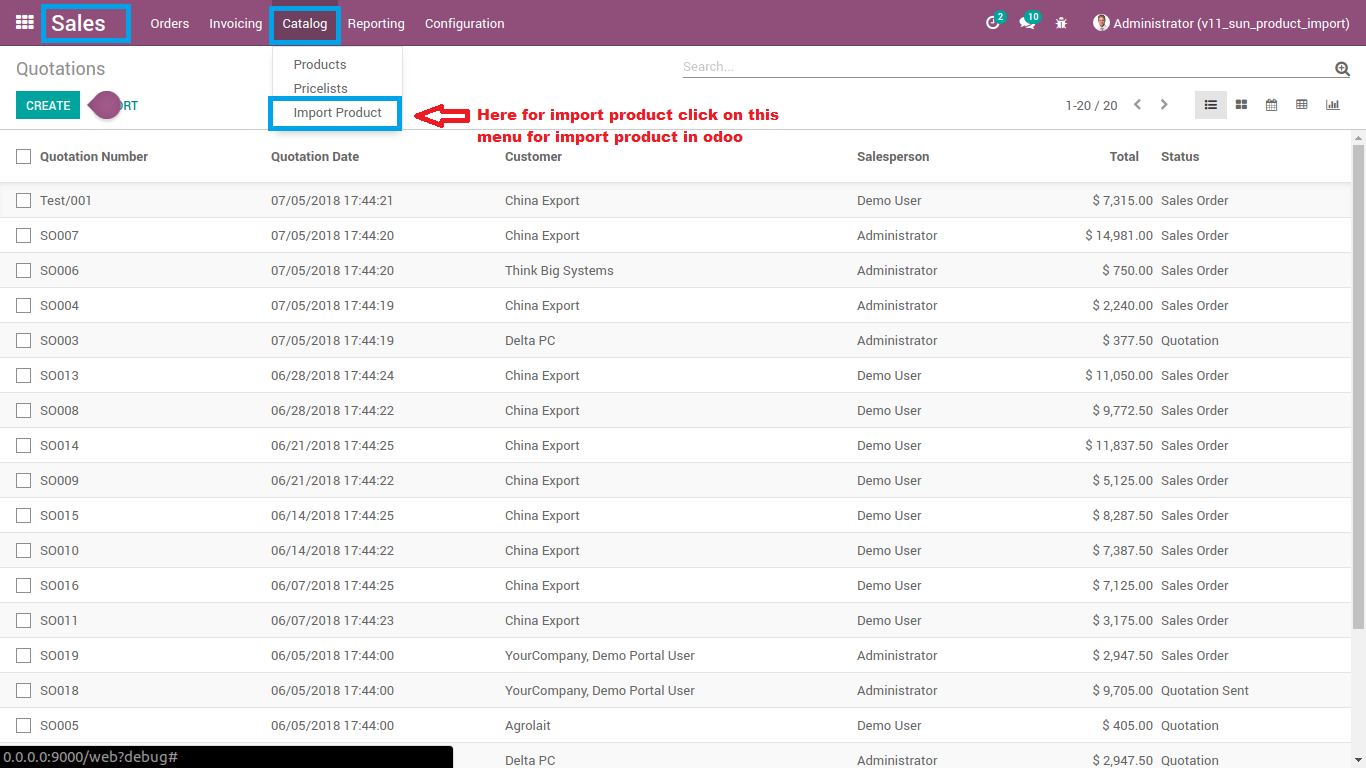 Sales Orders Invoicing Catalog Reporting Configuration 2 10 Administrator (v11_sun_product_import)
Quotations Products Search...
Pricelists
CREATE ORT Import Product 1-20 / 20
Here for import product click on this
menu for import product in odoo
Quotation Number Quotation Date Customer Salesperson Total Status
Test/001 07/05/2018 17:44:21 China Export Demo User $ 7,315.00 Sales Order
SO007 07/05/2018 17:44:20 China Export Administrator $ 14,981.00 Sales Order
SO006 07/05/2018 17:44:20 Think Big Systems Administrator $ 750.00 Sales Order
SO004 07/05/2018 17:44:19 China Export Administrator $ 2,240.00 Sales Order
SO003 07/05/2018 17:44:19 Delta PC Administrator $ 377.50 Quotation
SO013 06/28/2018 17:44:24 China Export Demo User $ 11,050.00 Sales Order
SO008 06/28/2018 17:44:22 China Export Demo User $ 9,772.50 Sales Order
SO014 06/21/2018 17:44:25 China Export Demo User $ 11,837.50 Sales Order
SO009 06/21/2018 17:44:22 China Export Demo User $ 5,125.00 Sales Order
SO015 06/14/2018 17:44:25 China Export Demo User $ 8,287.50 Sales Order
SO010 06/14/2018 17:44:22 China Export Demo User $ 7,387.50 Sales Order
SO016 06/07/2018 17:44:25 China Export Demo User $ 7,125.00 Sales Order
SO011 06/07/2018 17:44:23 China Export Demo User $ 3,175.00 Sales Order
SO019 06/05/2018 17:44:00 YourCompany, Demo Portal User Administrator $ 2,947.50 Sales Order
SO018 06/05/2018 17:44:00 YourCompany, Demo Portal User Administrator $ 9,705.00 Quotation Sent
SO005 06/05/2018 17:44:00 Agrolait Demo User $ 405.00 Quotation
0.0.0.0:9000/web?debug# Delta PC Administrator $ 2,947.50 Quotation